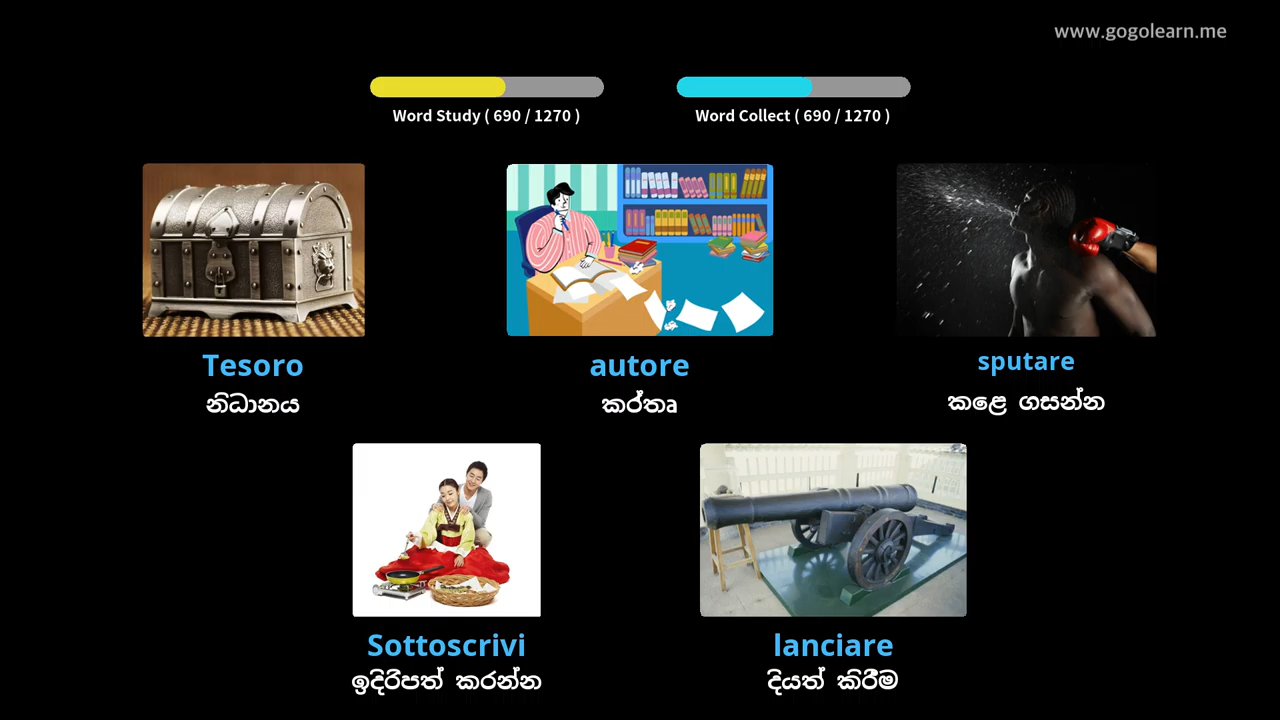 www.gogolearn.me
Word Study ( 690 / 1270 )
Word Collect ( 690 / 1270 )
Tesoro
නිධානය
autore
කර්තෘ
sputare
කළෙ ගසන්න
Sottoscrivi
ඉදිරිපත් කරන්න
lanciare
දියත් කිරීම